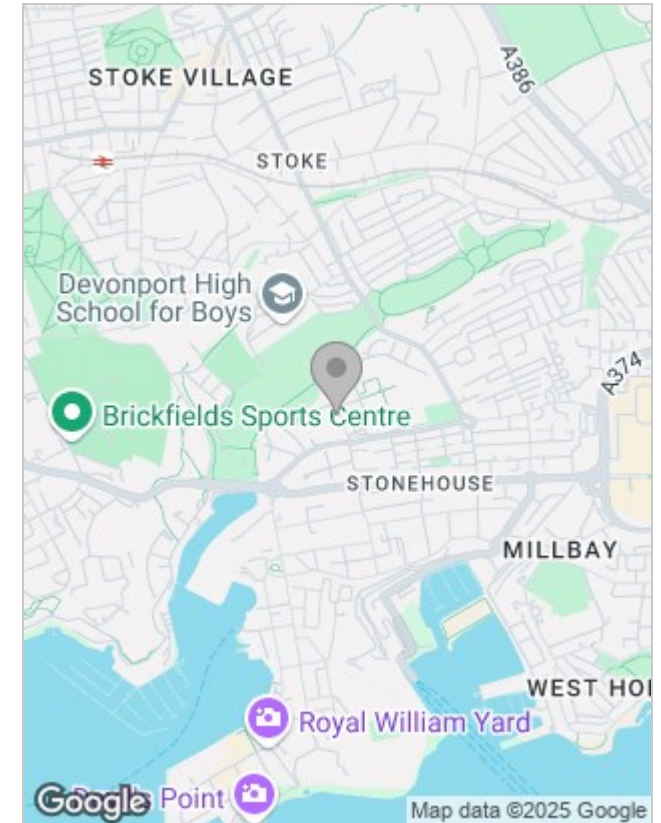 STOKE VILLAGE
A386
STOKE
Devonport High
School for Boys
A374
Brickfields Sports Centre
STONEHOUSE
MILLBAY
WEST HO
Royal William Yard
Point
Google
Map data ©2025 Google